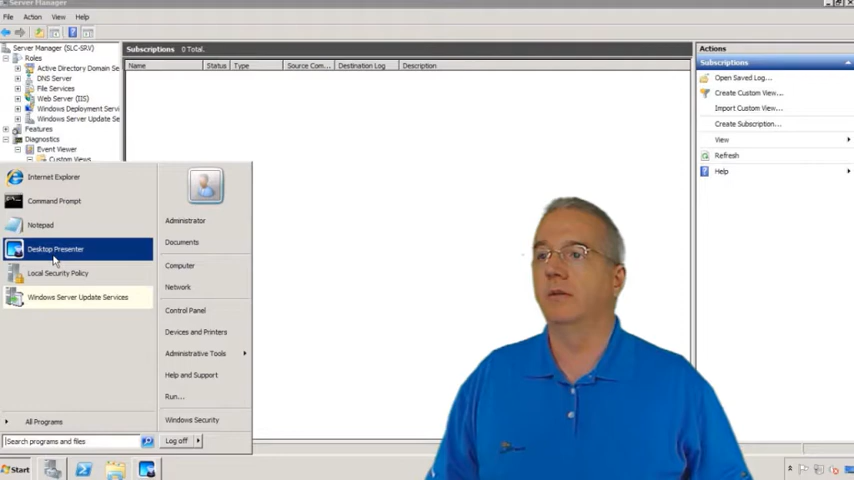 Server Manager
File Action View Help
Server Manager (SLC-SRV)
Roles
Active Directory Domain Se
DNS Server
File Services
Web Server (IIS)
Windows Deployment Servi
Windows Server Update Se
Features
Diagnostics
Event Viewer
Custom Views
Subscriptions 0 Total.
Name Status Type Source Com... Destination Log Description
Actions
Subscriptions
Open Saved Log...
Create Custom View...
Import Custom View...
Create Subscription...
View
Refresh
Help
Internet Explorer
Command Prompt
Notepad
Desktop Presenter
Local Security Policy
Windows Server Update Services
All Programs
Search programs and files
Administrator
Documents
Computer
Network
Control Panel
Devices and Printers
Administrative Tools
Help and Support
Run...
Windows Security
Log off
Start